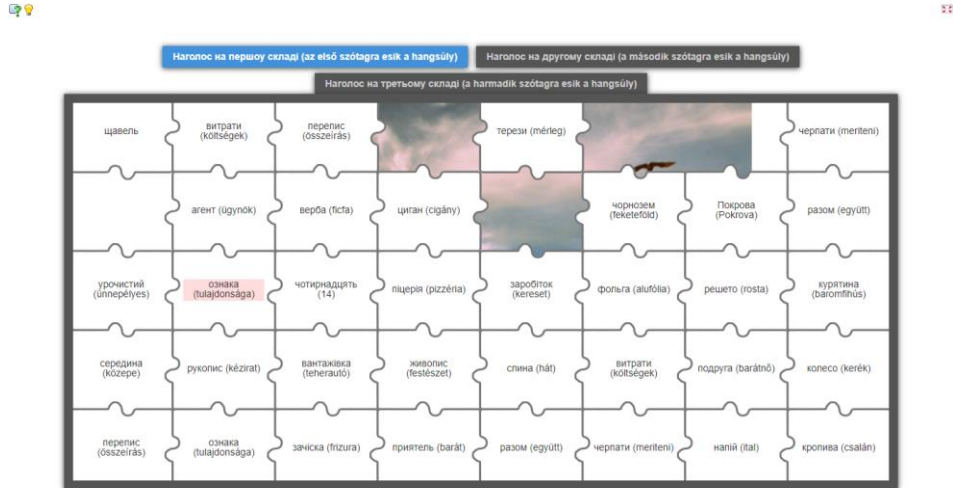 Наголос на першоу складі (az első szótagra esik a hangsúly)
Наголос на другому складі (a második szótagra esik a hangsúly)
Наголос на третьому складі (a harmadik szótagra esik a hangsúly)
щавель
витрати
(költségek)
перепис
(összeírás)
терези (mérleg)
черпати (meríteni)
агент (ügynök)
верба (fűzfa)
циган (cigány)
чорнозем
(feketeföld)
Покрова
(Pokrova)
разом (együtt)
урочистий
(ünnepélyes)
ознака
(tulajdonsága)
чотирнадцять
(14)
піцерія (pizzéria)
заробіток
(kereset)
фольга (alufólia)
решето (rosta)
курятина
(baromfihús)
середина
(közepe)
рукопис (kézirat)
вантажівка
(teherautó)
живопис
(festészet)
спина (hát)
витрати
(költségek)
подруга (barátnő)
колесо (kerék)
перепис
(összeírás)
ознака
(tulajdonsága)
зачіска (frizura)
приятель (barát)
разом (együtt)
черпати (meríteni)
напій (ital)
кропива (csalán)